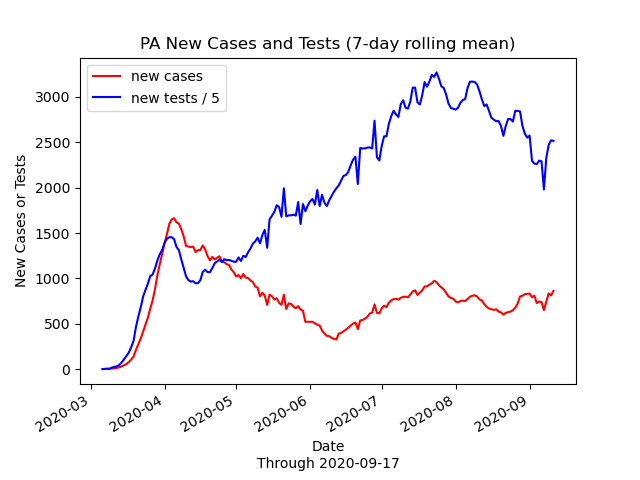 PA New Cases and Tests (7-day rolling mean)
new cases
new tests / 5
New Cases or Tests
3000
2500
2000
1500
1000
500
0
2020-03
2020-04
2020-05
2020-06
2020-07
2020-08
2020-09
Date
Through 2020-09-17